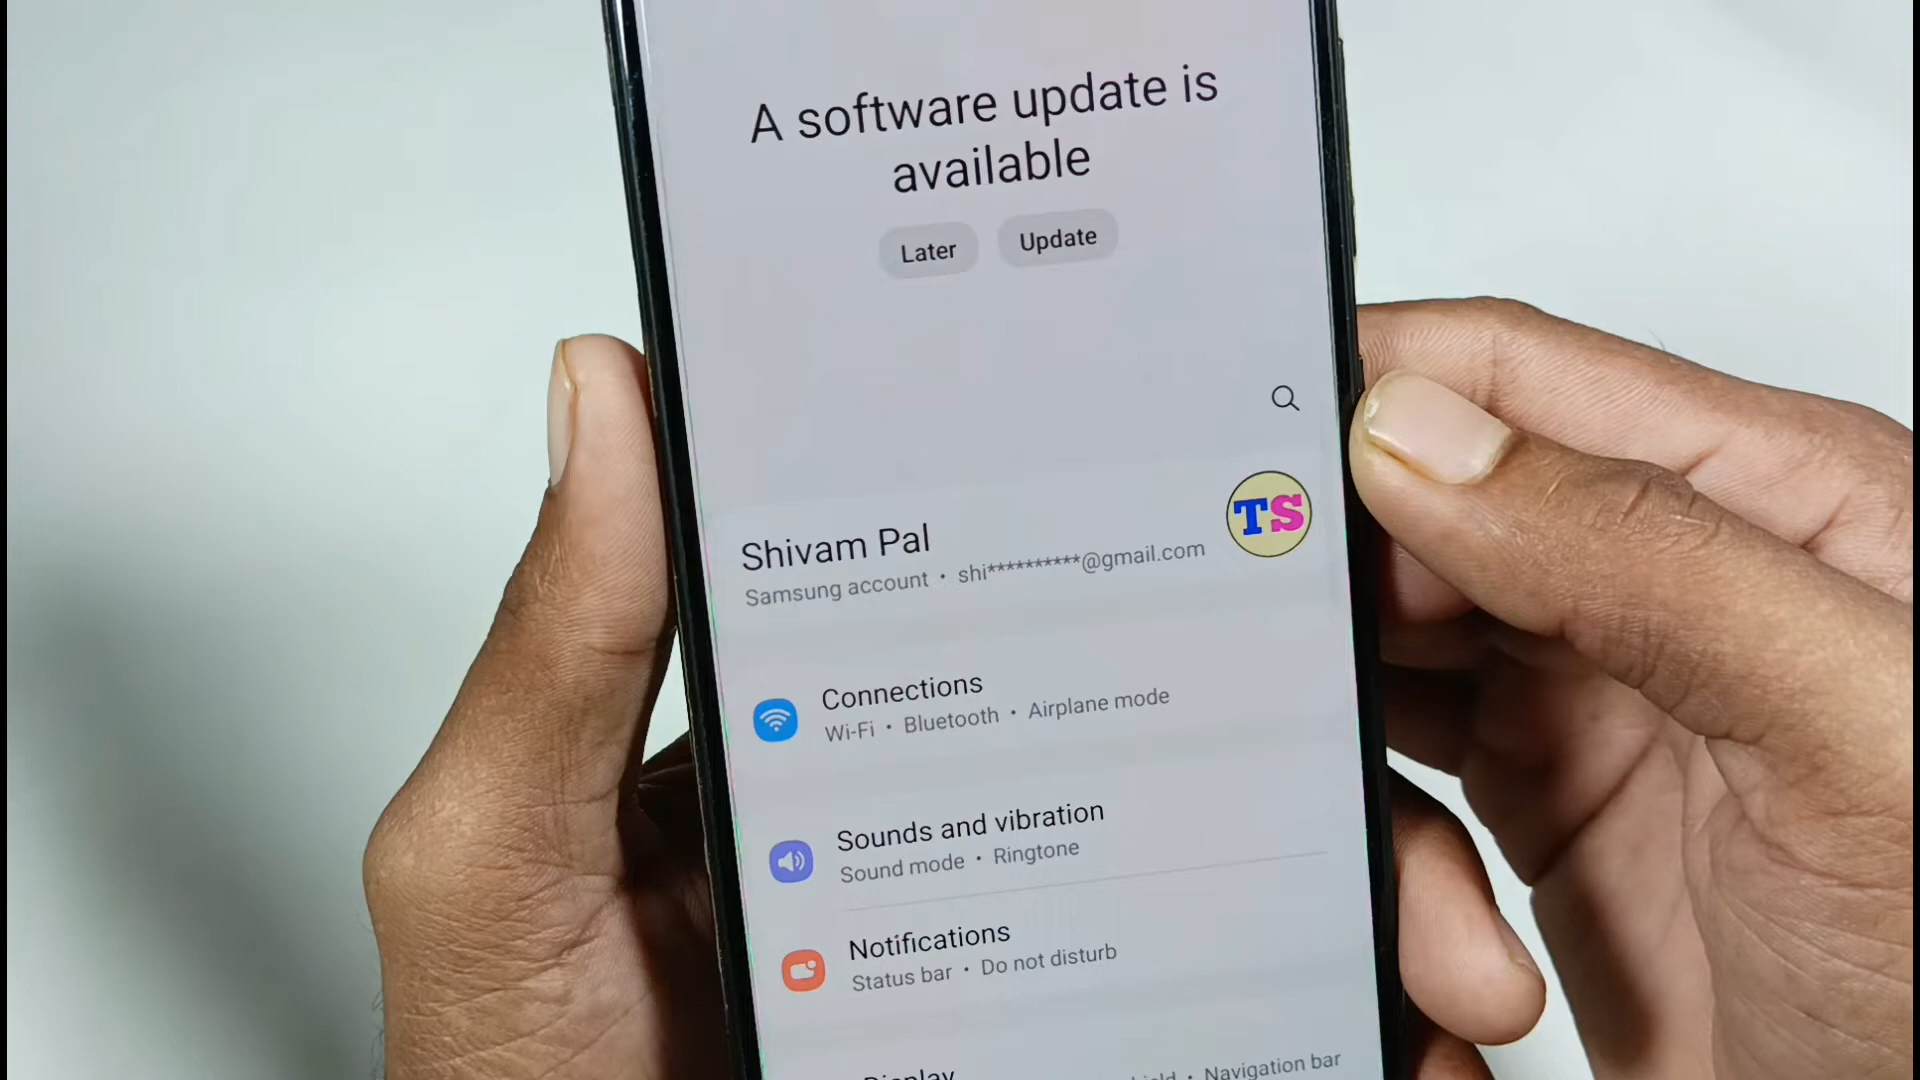 A software update is
available
Later Update
Shivam Pal
TS
Samsung account • shi**********@gmail.com
Connections
Wi-Fi • Bluetooth • Airplane mode
Sounds and vibration
Sound mode • Ringtone
Notifications
Status bar • Do not disturb
Display
• Navigation bar